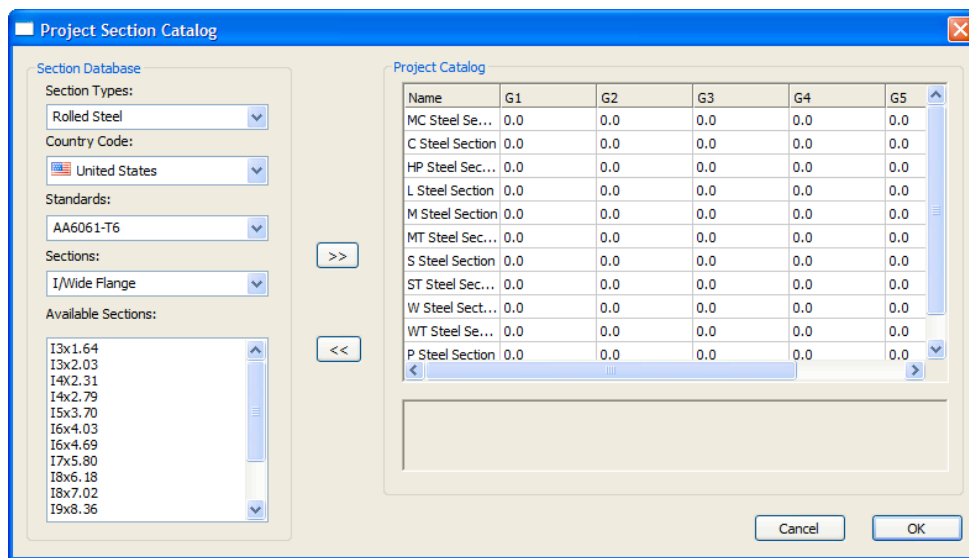 Project Section Catalog
Section Database
Section Types:
Rolled Steel
Country Code:
United States
Standards:
AA6061-T6
Sections:
I/Wide Flange
Available Sections:
I3x1.64
I3x2.03
I4X2.31
I4x2.79
I5x3.70
I6x4.03
I6x4.69
I7x5.80
I8x6.18
I8x7.02
I9x8.36
>>
<<
Project Catalog
Name G1 G2 G3 G4 G5
MC Steel Se... 0.0 0.0 0.0 0.0 0.0
C Steel Section 0.0 0.0 0.0 0.0 0.0
HP Steel Sec... 0.0 0.0 0.0 0.0 0.0
L Steel Section 0.0 0.0 0.0 0.0 0.0
M Steel Section 0.0 0.0 0.0 0.0 0.0
MT Steel Sec... 0.0 0.0 0.0 0.0 0.0
S Steel Section 0.0 0.0 0.0 0.0 0.0
ST Steel Sec... 0.0 0.0 0.0 0.0 0.0
W Steel Sect... 0.0 0.0 0.0 0.0 0.0
WT Steel Se... 0.0 0.0 0.0 0.0 0.0
P Steel Section 0.0 0.0 0.0 0.0 0.0
Cancel OK